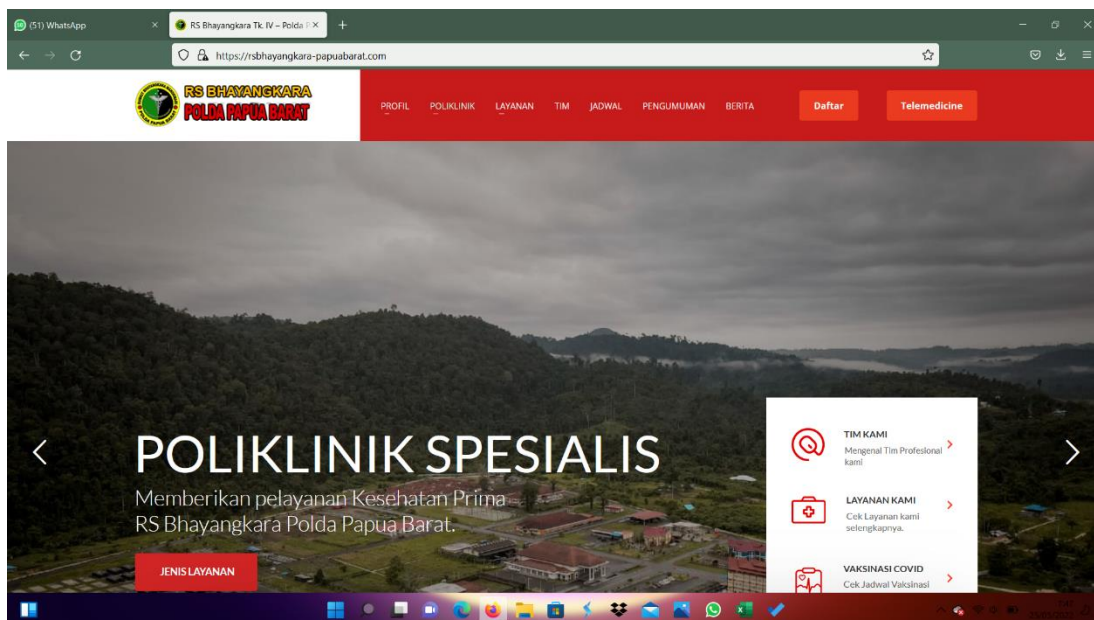 (51) WhatsApp
RS Bhayangkara Tk. IV – Polda P
https://rsbhayangkara-papuabarat.com
RS BHAYANGKARA
POLDA PAPUA BARAT
PROFIL POLIKLINIK LAYANAN TIM JADWAL PENGUMUMAN BERITA Daftar Telemedicine
POLIKLINIK SPESIALIS
Memberikan pelayanan Kesehatan Prima
RS Bhayangkara Polda Papua Barat.
JENIS LAYANAN
TIM KAMI
Mengenal Tim Profesional
kami
LAYANAN KAMI
Cek Layanan kami
selengkapnya.
VAKSINASI COVID
Cek Jadwal Vaksinasi